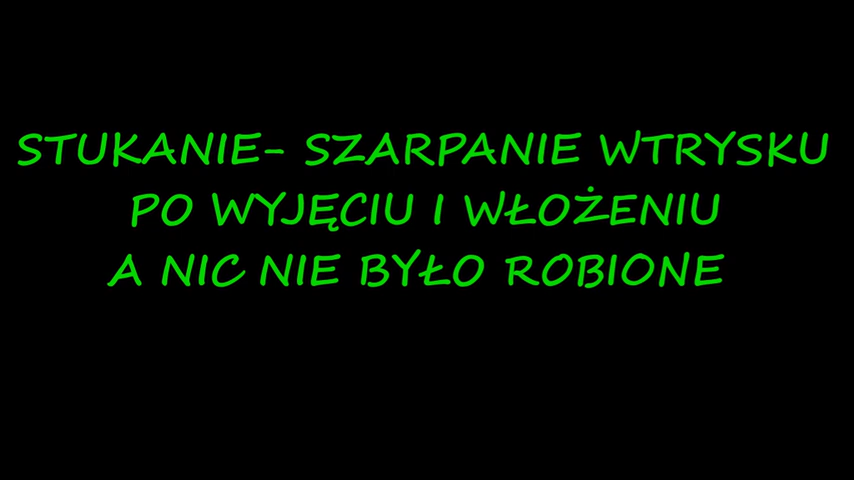 STUKANIE- SZARPANIE WTRYSKU
PO WYJĘCIU I WŁOŻENIU
A NIC NIE BYŁO ROBIONE